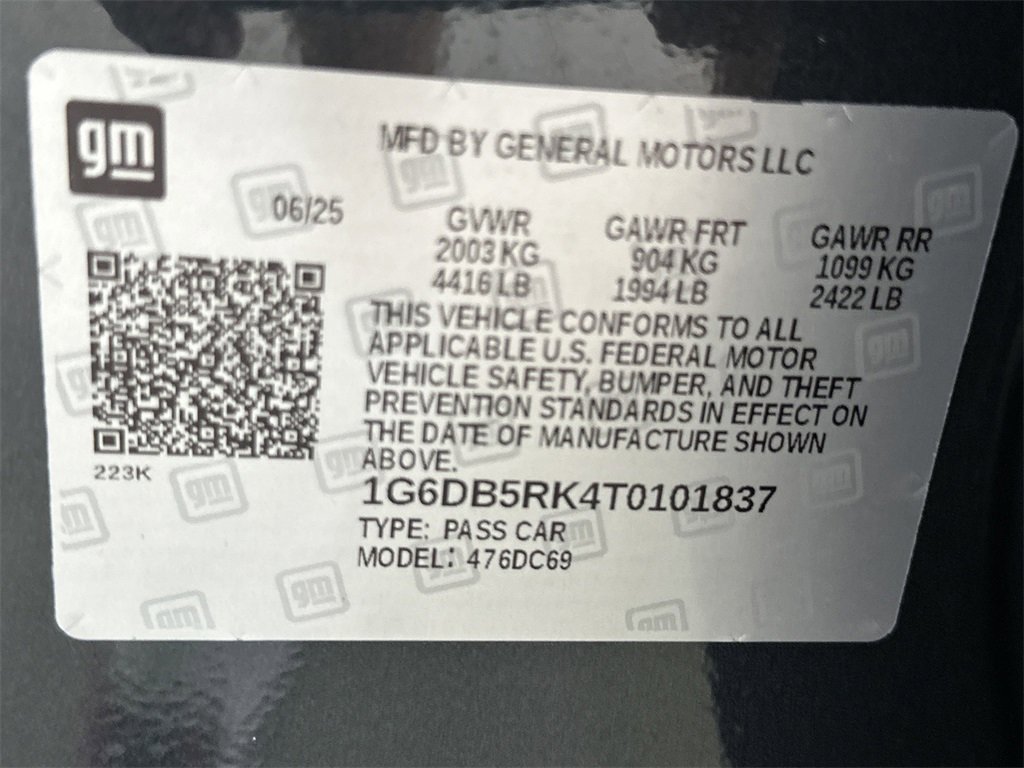 gm
MFD BY GENERAL MOTORS LLC
06/25
GVWR
2003 KG
4416 LB
GAWR FRT
904 KG
1994 LB
GAWR RR
1099 KG
2422 LB
THIS VEHICLE CONFORMS TO ALL
APPLICABLE U.S. FEDERAL MOTOR
VEHICLE SAFETY, BUMPER, AND THEFT
PREVENTION STANDARDS IN EFFECT ON
THE DATE OF MANUFACTURE SHOWN
ABOVE.
223K
1G6DB5RK4T0101837
TYPE: PASS CAR
MODEL: 476DC69